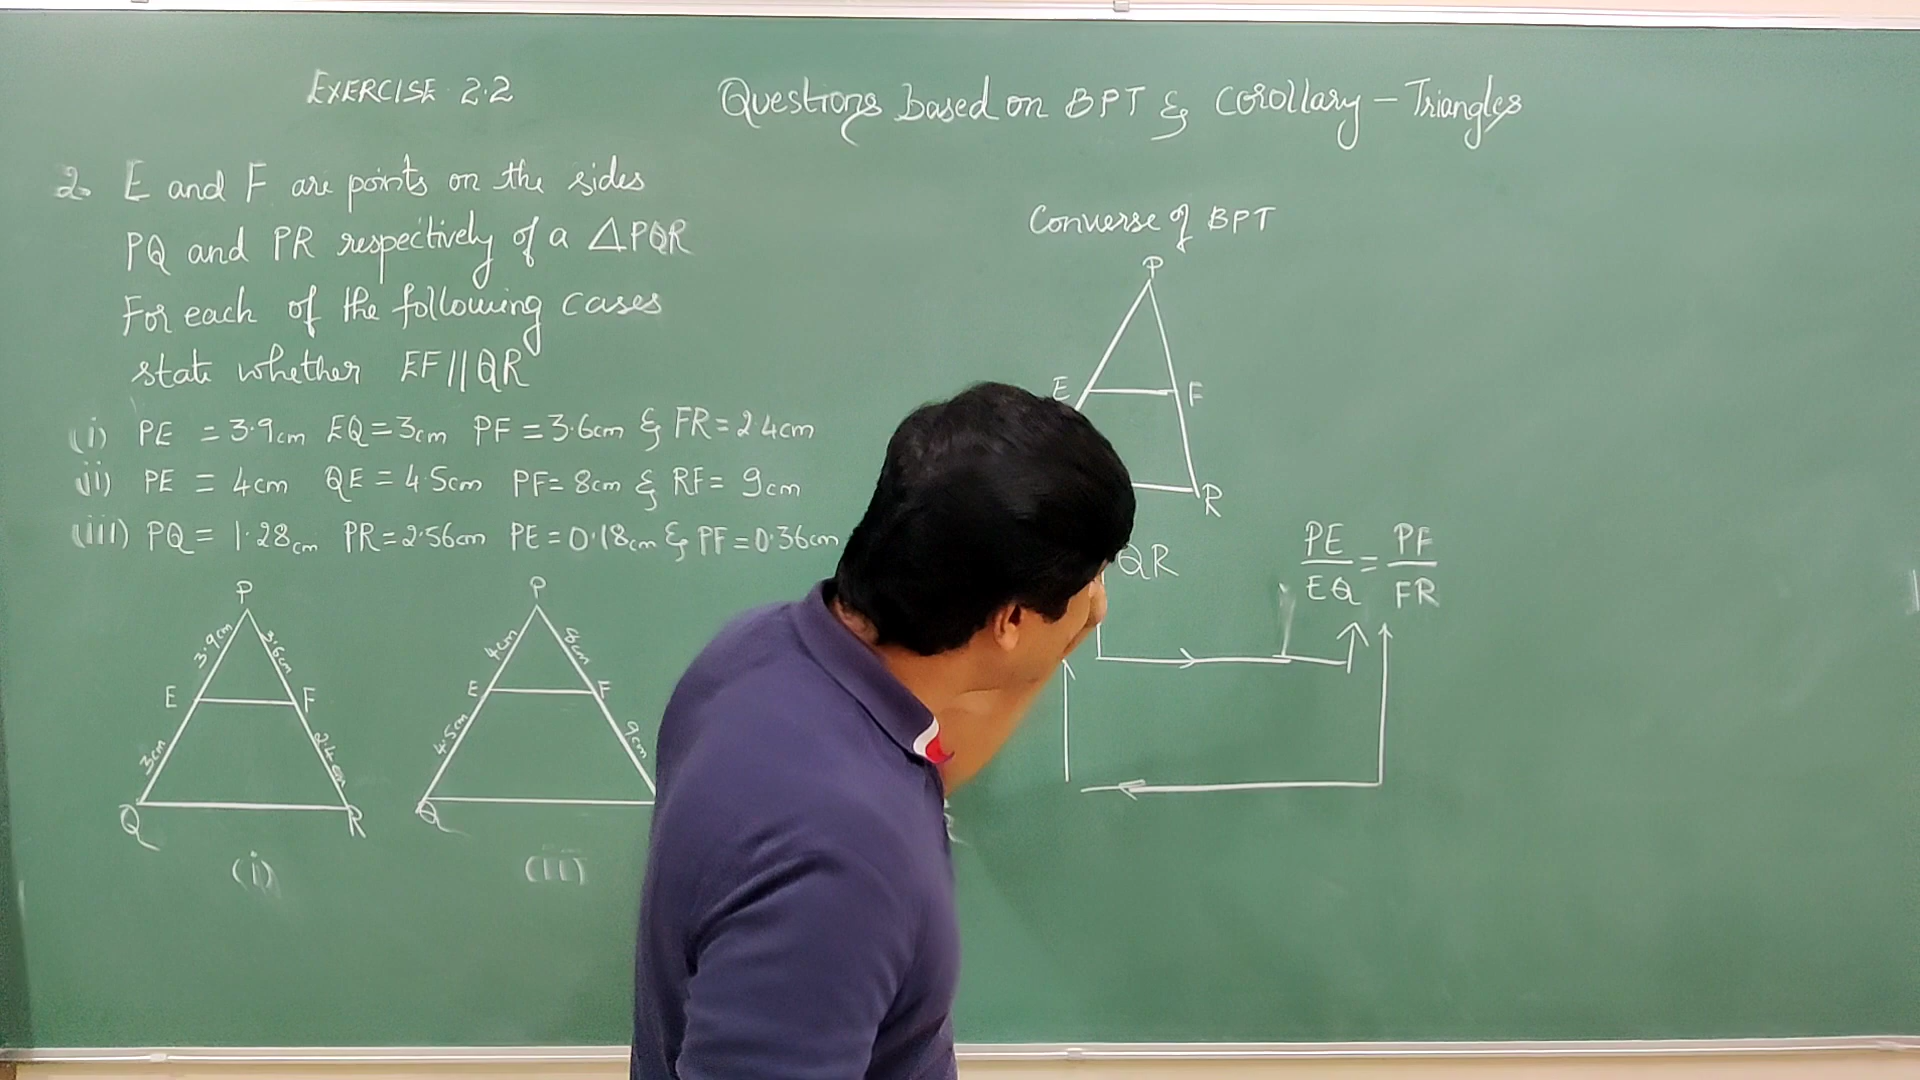 EXERCISE 2.2
Questions based on BPT & Corollary – Triangles
2. E and F are points on the sides
PQ and PR respectively of a △PQR
For each of the following cases
state whether EF || QR
(i) PE = 3.9cm EQ = 3cm PF = 3.6cm & FR = 2.4cm
(ii) PE = 4cm QE = 4.5cm PF = 8cm & RF = 9cm
(iii) PQ = 1.28cm PR = 2.56cm PE = 0.18cm & PF = 0.36cm
P
3.9cm 3.6cm
E F
3cm 2.4cm
Q R
(i)
P
4cm 8cm
E F
4.5cm 9cm
Q
(ii)
Converse of BPT
P
E F
R
QR
PE/EQ = PF/FR